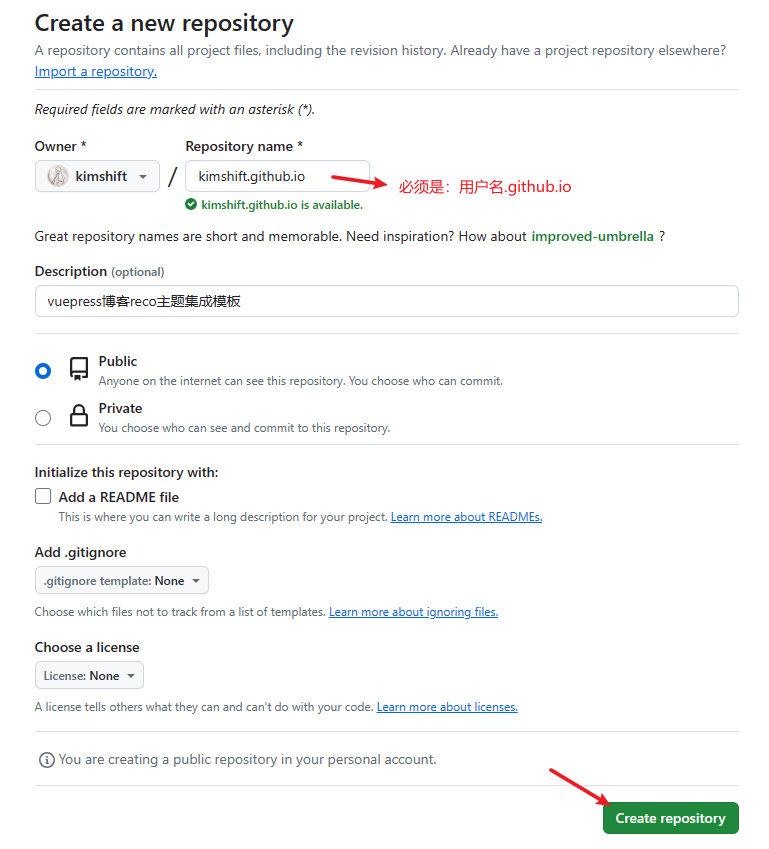 Create a new repository
A repository contains all project files, including the revision history. Already have a project repository elsewhere?
Import a repository.
Required fields are marked with an asterisk (*).
Owner *
Repository name *
kimshift
/
kimshift.github.io
必须是：用户名.github.io
kimshift.github.io is available.
Great repository names are short and memorable. Need inspiration? How about improved-umbrella ?
Description (optional)
vuepress博客reco主题集成模板
Public
Anyone on the internet can see this repository. You choose who can commit.
Private
You choose who can see and commit to this repository.
Initialize this repository with:
Add a README file
This is where you can write a long description for your project. Learn more about READMEs.
Add .gitignore
.gitignore template: None
Choose which files not to track from a list of templates. Learn more about ignoring files.
Choose a license
License: None
A license tells others what they can and can't do with your code. Learn more about licenses.
You are creating a public repository in your personal account.
Create repository